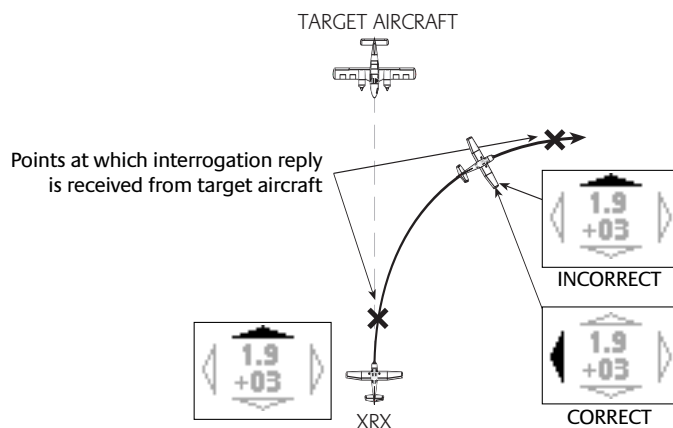 TARGET AIRCRAFT
Points at which interrogation reply
is received from target aircraft
1.9
+03
INCORRECT
1.9
+03
XRX
1.9
+03
CORRECT